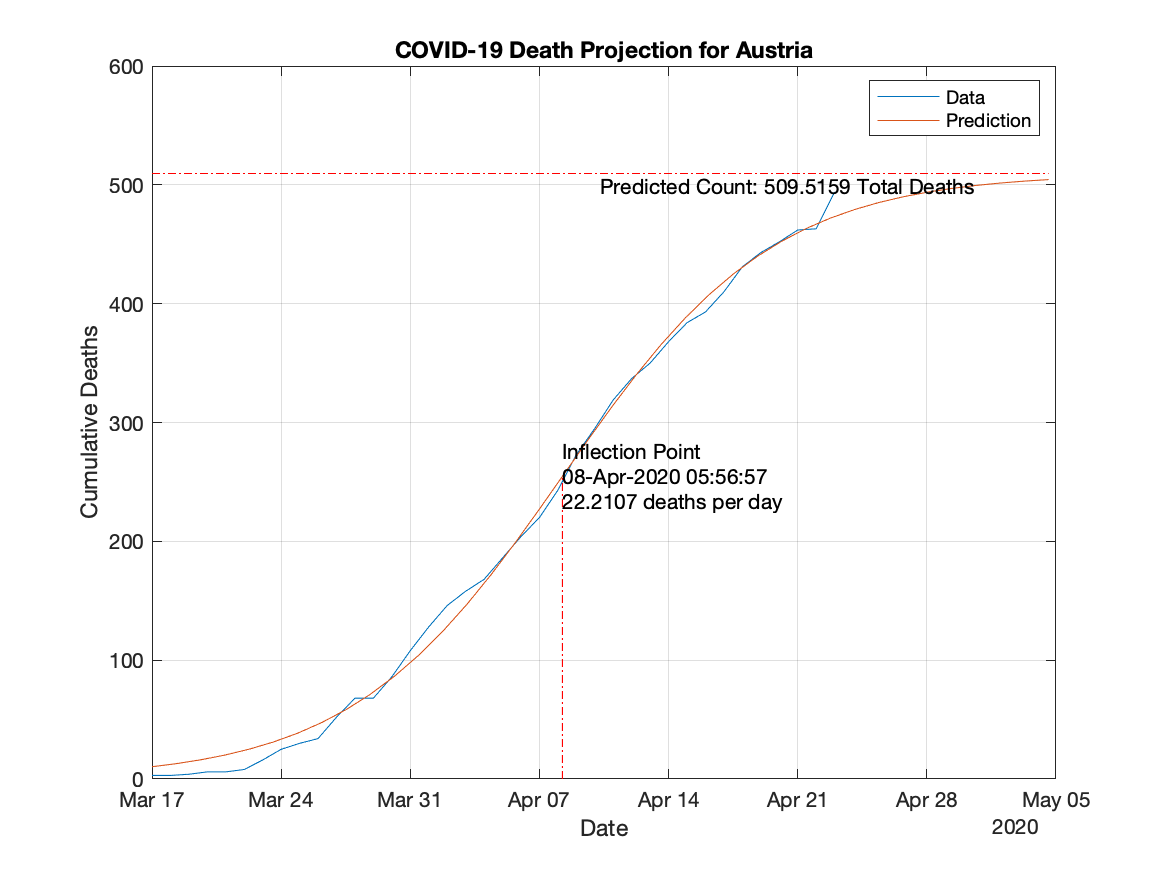 COVID-19 Death Projection for Austria
600
500
400
300
200
100
0
Cumulative Deaths
Data
Prediction
Predicted Count: 509.5159 Total Deaths
Inflection Point
08-Apr-2020 05:56:57
22.2107 deaths per day
Mar 17 Mar 24 Mar 31 Apr 07 Apr 14 Apr 21 Apr 28 May 05
Date
2020